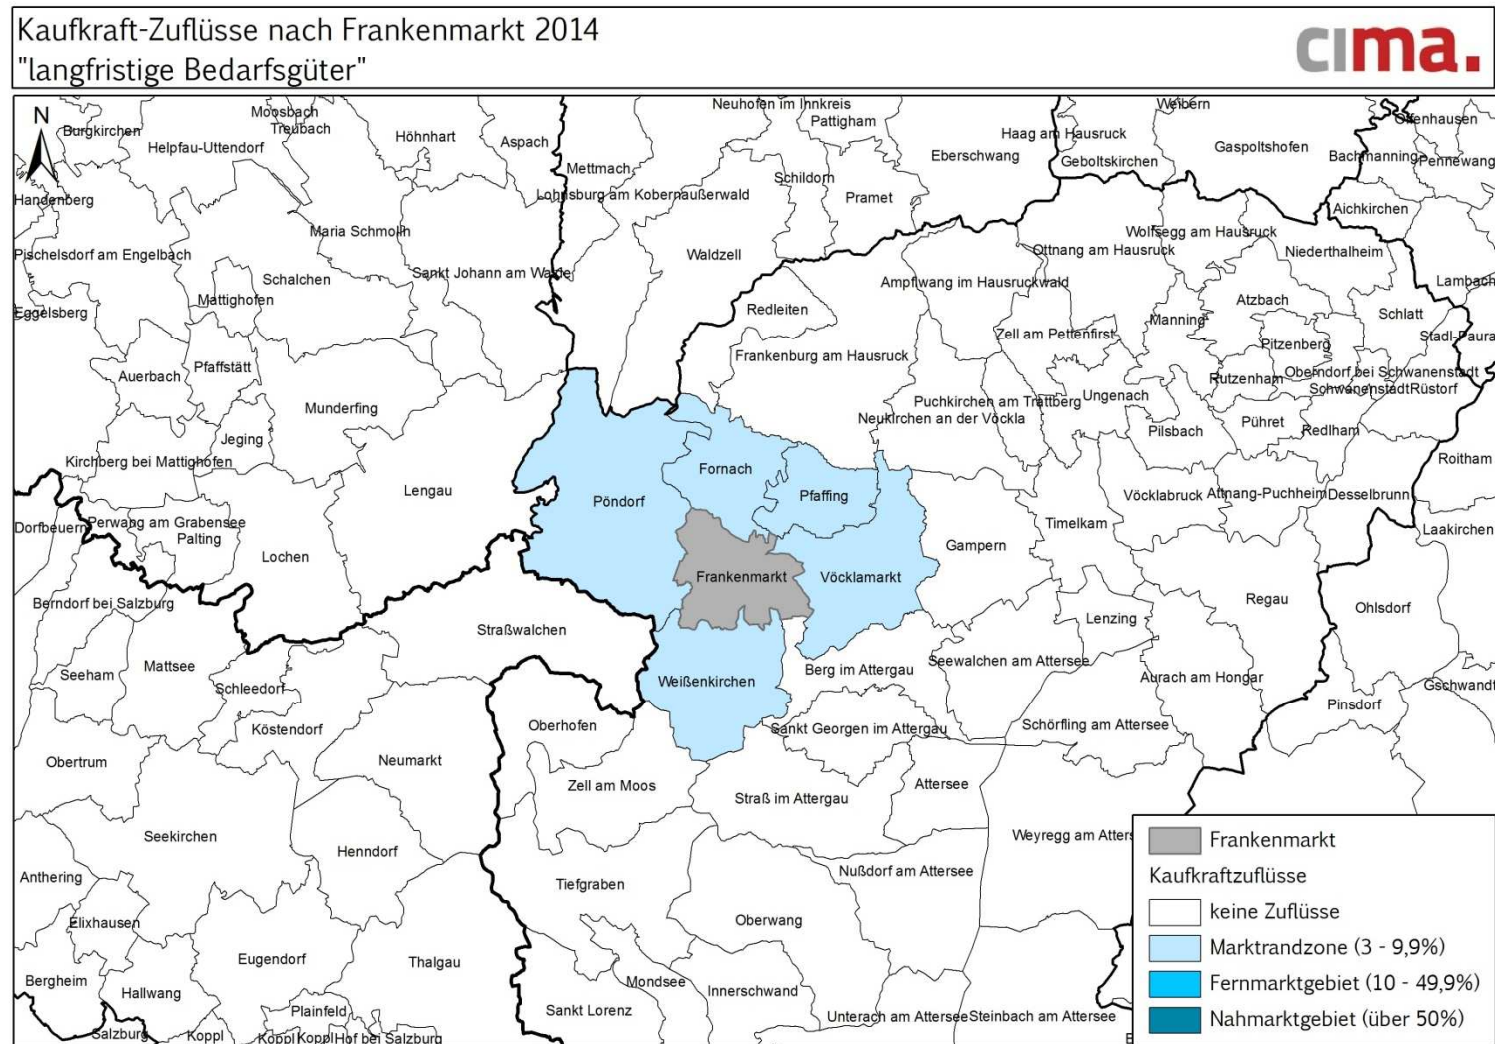 Kaufkraft-Zuflüsse nach Frankenmarkt 2014
"langfristige Bedarfsgüter"
cima.
N
Burgkirchen
Moosbach
Treubach
Helpfau-Uttendorf
Höhnhart
Aspach
Neuhofen im Innkreis
Pattigham
Mettmach
Lohnsburg am Kobernaußerwald
Schildorn
Pramet
Eberschwang
Haag am Hausruck
Geboltskirchen
Weibern
Gaspoltshofen
Offenhausen
Bachmanning
Pennewang
Aichkirchen
Handenberg
Pischelsdorf am Engelbach
Maria Schmolln
Schalchen
Sankt Johann am Walde
Mattighofen
Eggelsberg
Waldzell
Redleiten
Ampflwang im Hausruckwald
Ottnang am Hausruck
Wolfsegg am Hausruck
Niederthalheim
Lambach
Atzbach
Manning
Schlatt
Stadl-Paura
Zell am Pettenfirst
Pitzenberg
Frankenburg am Hausruck
Auerbach
Pfaffstätt
Munderfing
Jeging
Kirchberg bei Mattighofen
Lengau
Puchkirchen am Trattberg
Neukirchen an der Vöckla
Ungenach
Rutzenham
Oberndorf bei Schwanenstadt
Schwanenstadt
Rüstorf
Pilsbach
Pühret
Redlham
Roitham
Fornach
Pfaffing
Pöndorf
Vöcklabruck
Attnang-Puchheim
Desselbrunn
Laakirchen
Timelkam
Gampern
Dorfbeuern
Perwang am Grabensee
Palting
Lochen
Frankenmarkt
Vöcklamarkt
Regau
Ohlsdorf
Berndorf bei Salzburg
Straßwalchen
Lenzing
Seeham
Mattsee
Schleedorf
Köstendorf
Weißenkirchen
Berg im Attergau
Seewalchen am Attersee
Aurach am Hongar
Gschwandt
Pinsdorf
Oberhofen
Sankt Georgen im Attergau
Schörfling am Attersee
Obertrum
Neumarkt
Zell am Moos
Straß im Attergau
Attersee
Seekirchen
Henndorf
Anthering
Elixhausen
Tiefgraben
Oberwang
Nußdorf am Attersee
Weyregg am Atters
Eugendorf
Thalgau
Bergheim
Hallwang
Plainfeld
Mondsee
Innerschwand
Sankt Lorenz
Unterach am Attersee
Steinbach am Attersee
Salzburg
Koppl
Koppl
Koppl
Hof bei Salzburg
Frankenmarkt
Kaufkraftzuflüsse
keine Zuflüsse
Marktrandzone (3 - 9,9%)
Fernmarktgebiet (10 - 49,9%)
Nahmarktgebiet (über 50%)